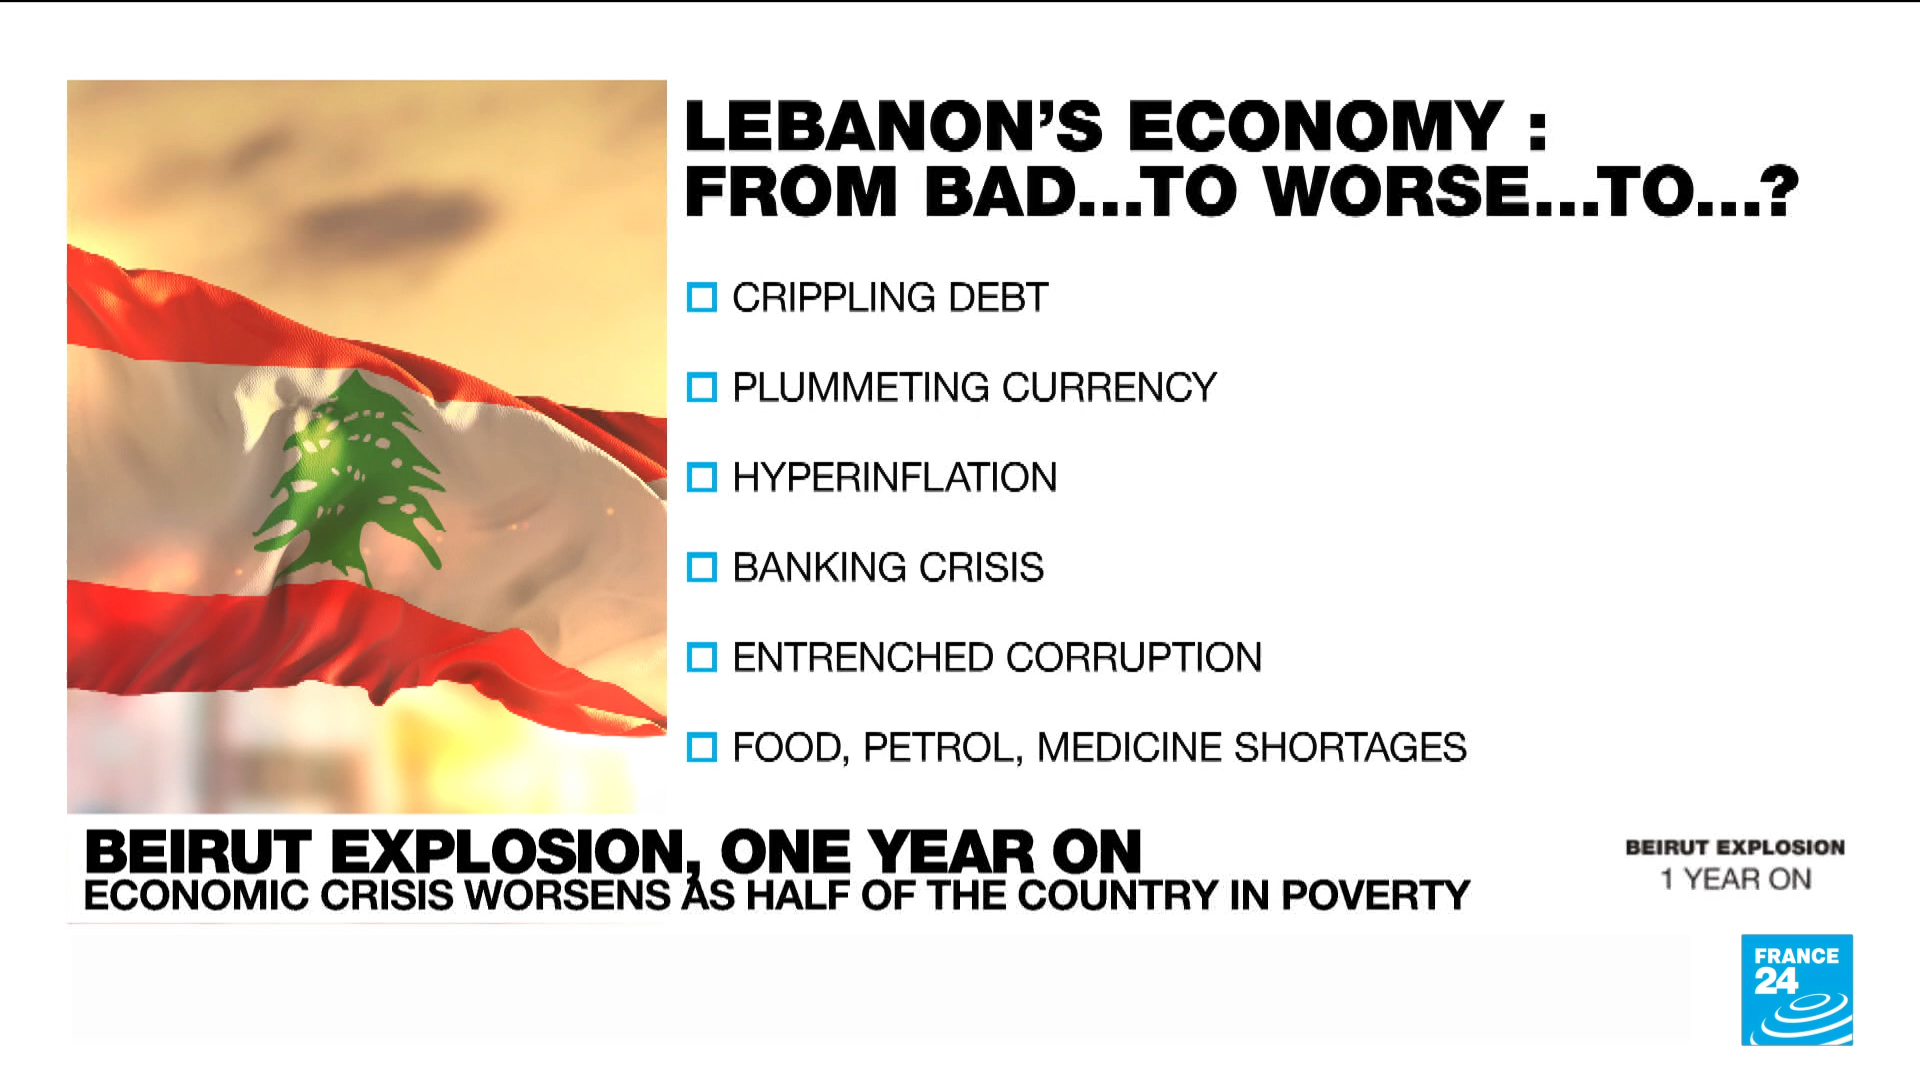 LEBANON’S ECONOMY :
FROM BAD...TO WORSE...TO...?
CRIPPLING DEBT
PLUMMETING CURRENCY
HYPERINFLATION
BANKING CRISIS
ENTRENCHED CORRUPTION
FOOD, PETROL, MEDICINE SHORTAGES
BEIRUT EXPLOSION, ONE YEAR ON
ECONOMIC CRISIS WORSENS AS HALF OF THE COUNTRY IN POVERTY
BEIRUT EXPLOSION
1 YEAR ON
FRANCE
24